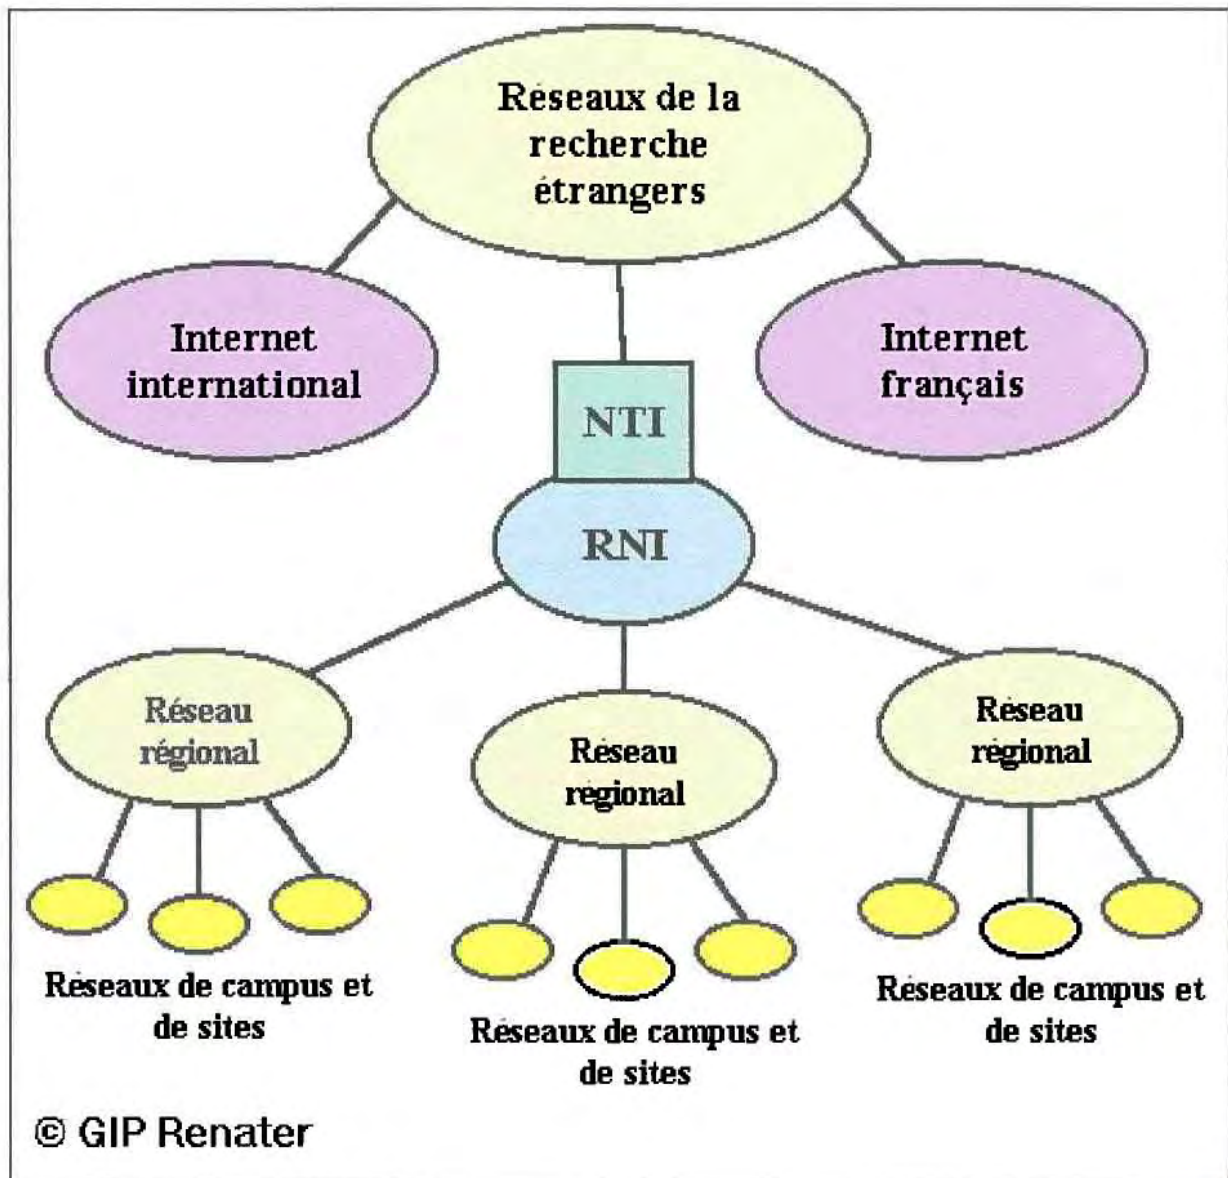 Réseaux de la
recherche
étrangers
Internet
international
Internet
français
NTI
RNI
Réseau
régional
Réseau
régional
Réseau
régional
Réseaux de campus et
de sites
Réseaux de campus et
de sites
Réseaux de campus et
de sites
© GIP Renater